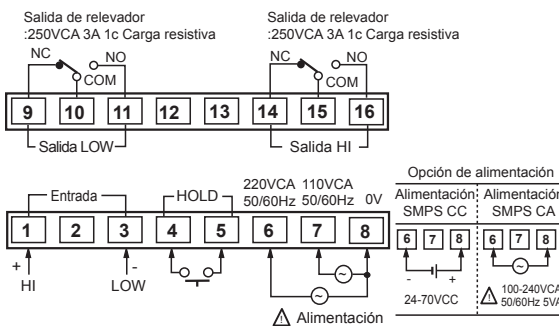 Salida de relevador
:250VCA 3A 1c Carga resistiva
NC
NO
COM
Salida de relevador
:250VCA 3A 1c Carga resistiva
NC
NO
COM
9 10 11 12 13 14 15 16
Salida LOW
Salida HI
Entrada
HOLD
220VCA 110VCA
50/60Hz 50/60Hz 0V
1 2 3 4 5 6 7 8
+
HI
-
LOW
Alimentación
Opción de alimentación
Alimentación
SMPS CC
6 7 8
- +
24-70VCC
Alimentación
SMPS CA
6 7 8
100-240VCA
50/60Hz 5VA